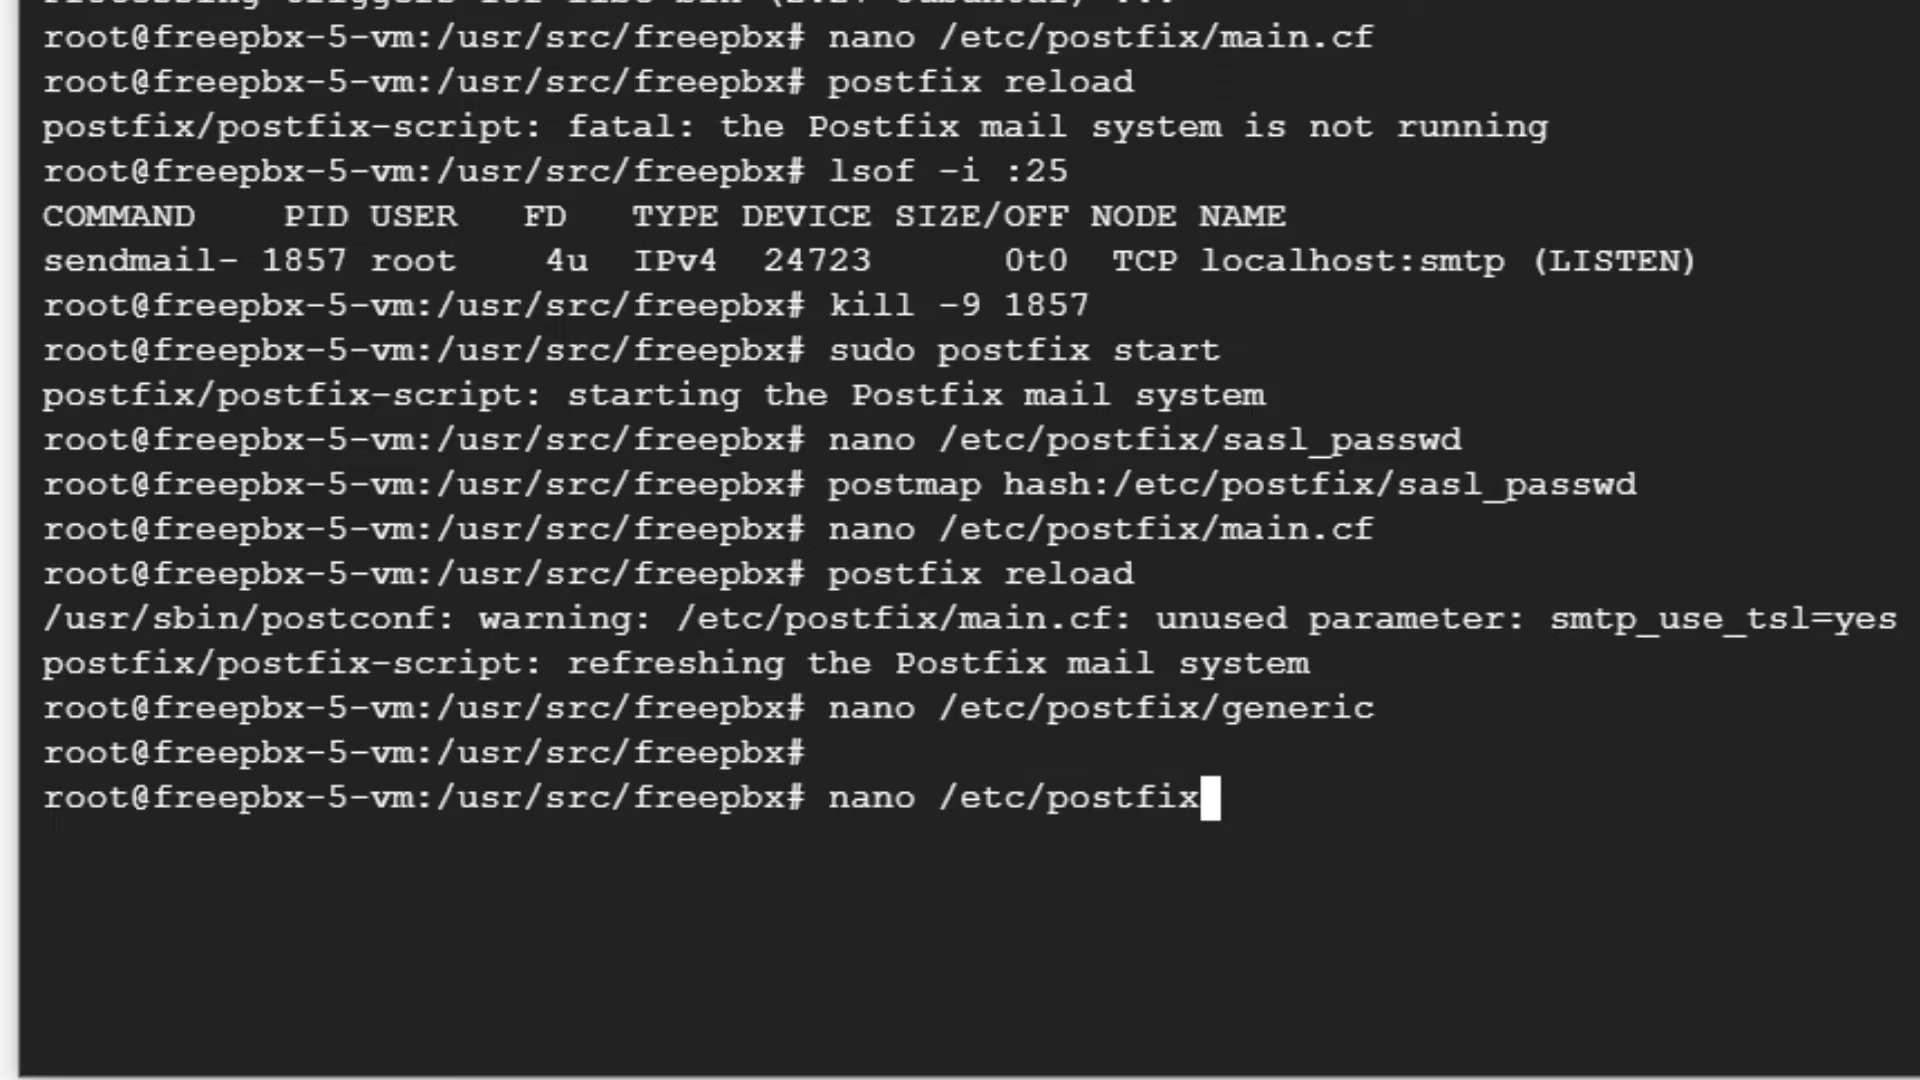 root@freepbx-5-vm:/usr/src/freepbx# nano /etc/postfix/main.cf
root@freepbx-5-vm:/usr/src/freepbx# postfix reload
postfix/postfix-script: fatal: the Postfix mail system is not running
root@freepbx-5-vm:/usr/src/freepbx# lsof -i :25
COMMAND    PID USER   FD   TYPE DEVICE SIZE/OFF NODE NAME
sendmail- 1857 root    4u  IPv4  24723      0t0  TCP localhost:smtp (LISTEN)
root@freepbx-5-vm:/usr/src/freepbx# kill -9 1857
root@freepbx-5-vm:/usr/src/freepbx# sudo postfix start
postfix/postfix-script: starting the Postfix mail system
root@freepbx-5-vm:/usr/src/freepbx# nano /etc/postfix/sasl_passwd
root@freepbx-5-vm:/usr/src/freepbx# postmap hash:/etc/postfix/sasl_passwd
root@freepbx-5-vm:/usr/src/freepbx# nano /etc/postfix/main.cf
root@freepbx-5-vm:/usr/src/freepbx# postfix reload
/usr/sbin/postconf: warning: /etc/postfix/main.cf: unused parameter: smtp_use_tsl=yes
postfix/postfix-script: refreshing the Postfix mail system
root@freepbx-5-vm:/usr/src/freepbx# nano /etc/postfix/generic
root@freepbx-5-vm:/usr/src/freepbx#
root@freepbx-5-vm:/usr/src/freepbx# nano /etc/postfix